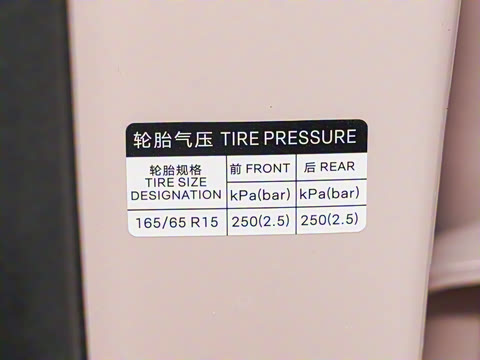 轮胎气压 TIRE PRESSURE
轮胎规格 前 FRONT 后 REAR
TIRE SIZE
DESIGNATION kPa(bar) kPa(bar)
165/65 R15 250(2.5) 250(2.5)